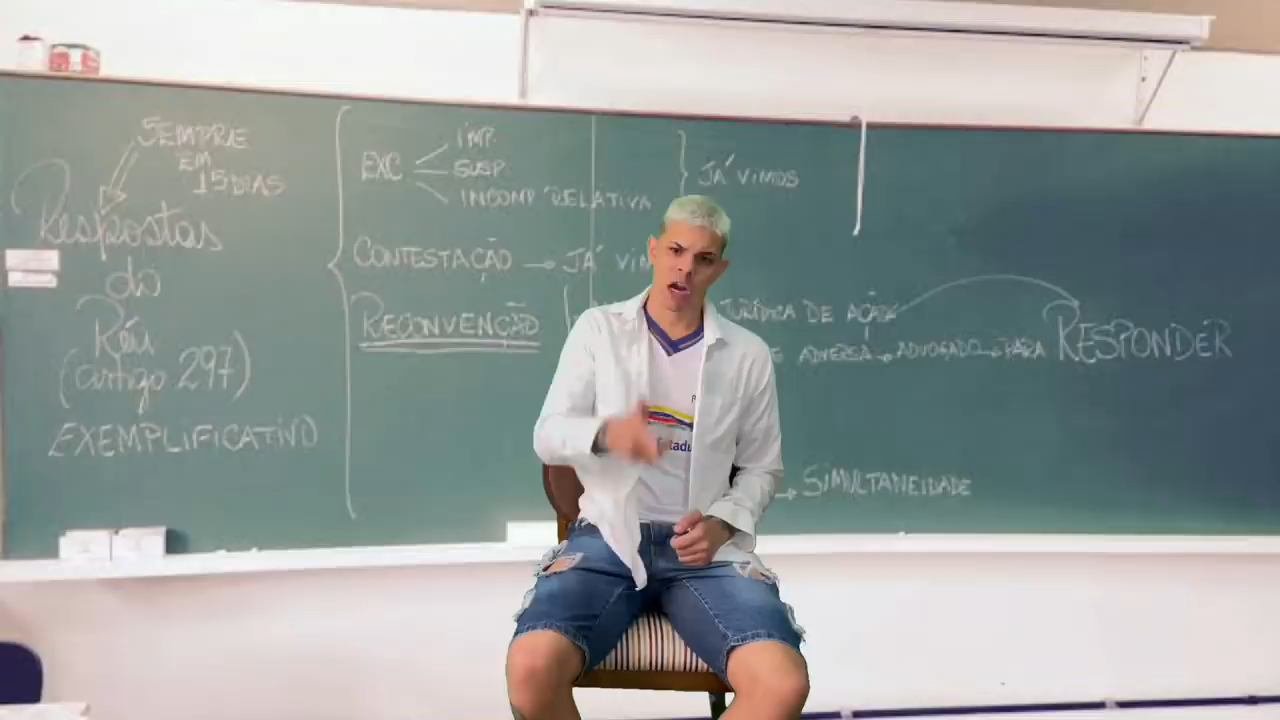 SEMPRE
EM
15 DIAS
Respostas
do
Réu
(artigo 297)
EXEMPLIFICATIVO
EXC
IMP.
SUSP.
INCOMP RELATIVA
JÁ VIMOS
CONTESTAÇÃO → JÁ VIM
RECONVENÇÃO
JURÍDICA DE AÇÃO
E ADVERSA → ADVOGADO → PARA RESPONDER
→ SIMULTANEIDADE